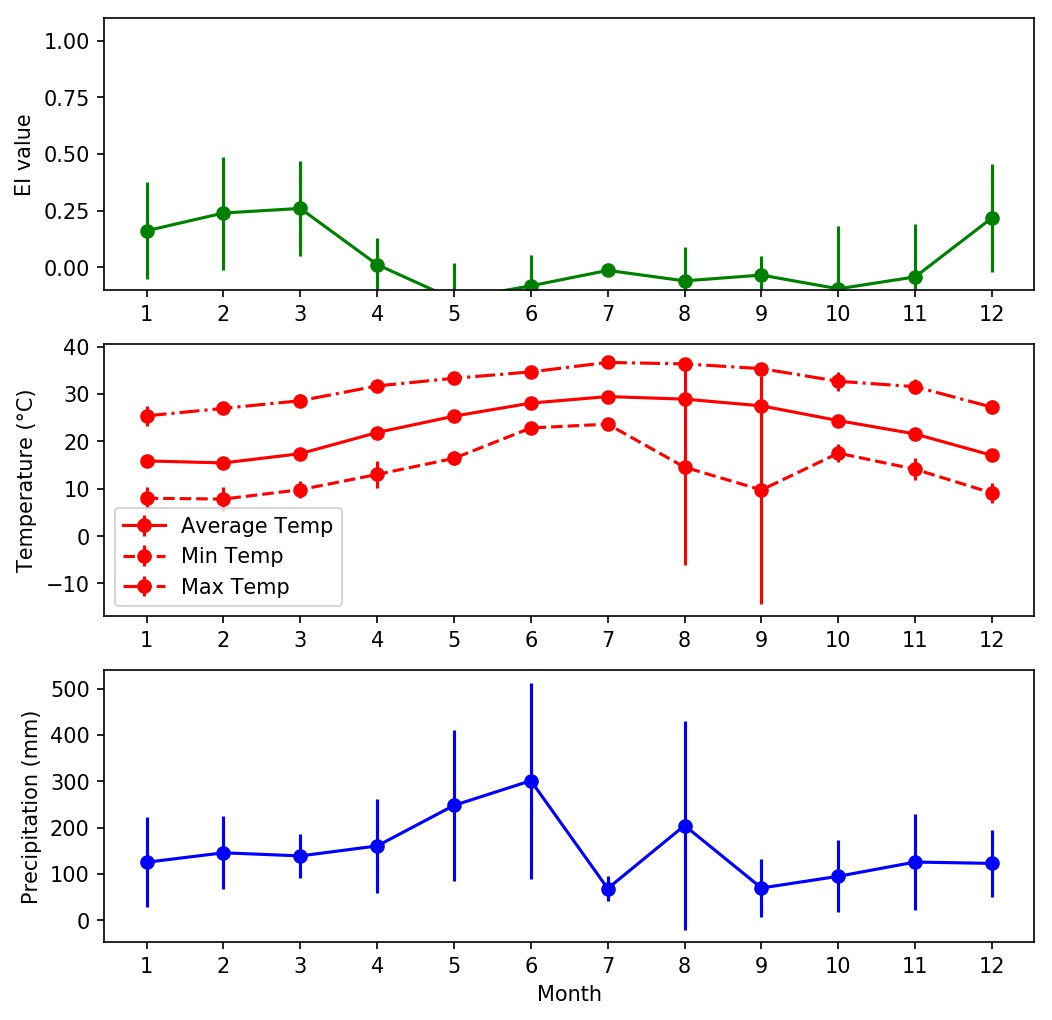 EI value
1.00
0.75
0.50
0.25
0.00
1 2 3 4 5 6 7 8 9 10 11 12
Temperature (°C)
40
30
20
10
0
−10
Average Temp
Min Temp
Max Temp
1 2 3 4 5 6 7 8 9 10 11 12
Precipitation (mm)
500
400
300
200
100
0
1 2 3 4 5 6 7 8 9 10 11 12
Month